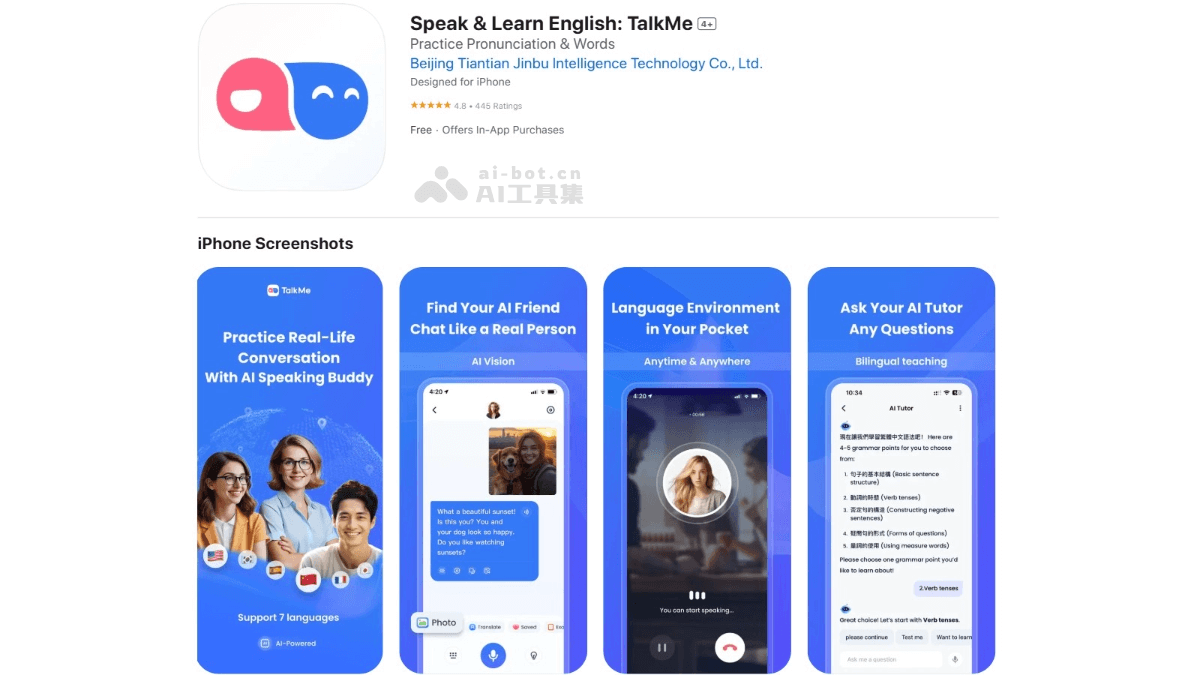 Speak & Learn English: TalkMe 4+
Practice Pronunciation & Words
Beijing Tiantian Jinbu Intelligence Technology Co., Ltd.
Designed for iPhone
★★★★★ 4.8 • 445 Ratings
Free · Offers In-App Purchases
ai-bot.cn
AI工具集
iPhone Screenshots
TalkMe
Practice Real-Life
Conversation
With AI Speaking Buddy
Support 7 languages
AI-Powered
Find Your AI Friend
Chat Like a Real Person
AI Vision
4:20
What a beautiful sunset!
Is this you? You and
your dog look so happy.
Do you like watching
sunsets?
Photo
Translate
Saved
Language Environment
in Your Pocket
Anytime & Anywhere
4:20
You can start speaking...
Ask Your AI Tutor
Any Questions
Bilingual teaching
10:34
AI Tutor
現在讓我們學習繁體中文語法吧！ Here are
4-5 grammar points for you to choose
from:
1. 句子的基本結構 (Basic sentence
structure)
2. 動詞的時態 (Verb tenses)
3. 否定句的構造 (Constructing negative
sentences)
4. 疑問句的形式 (Forms of questions)
5. 量詞的使用 (Using measure words)
Please choose one grammar point you'd
like to learn about!
2.Verb tenses
Great choice! Let's start with Verb tenses.
please continue
Test me
Want to learn
Ask me a question